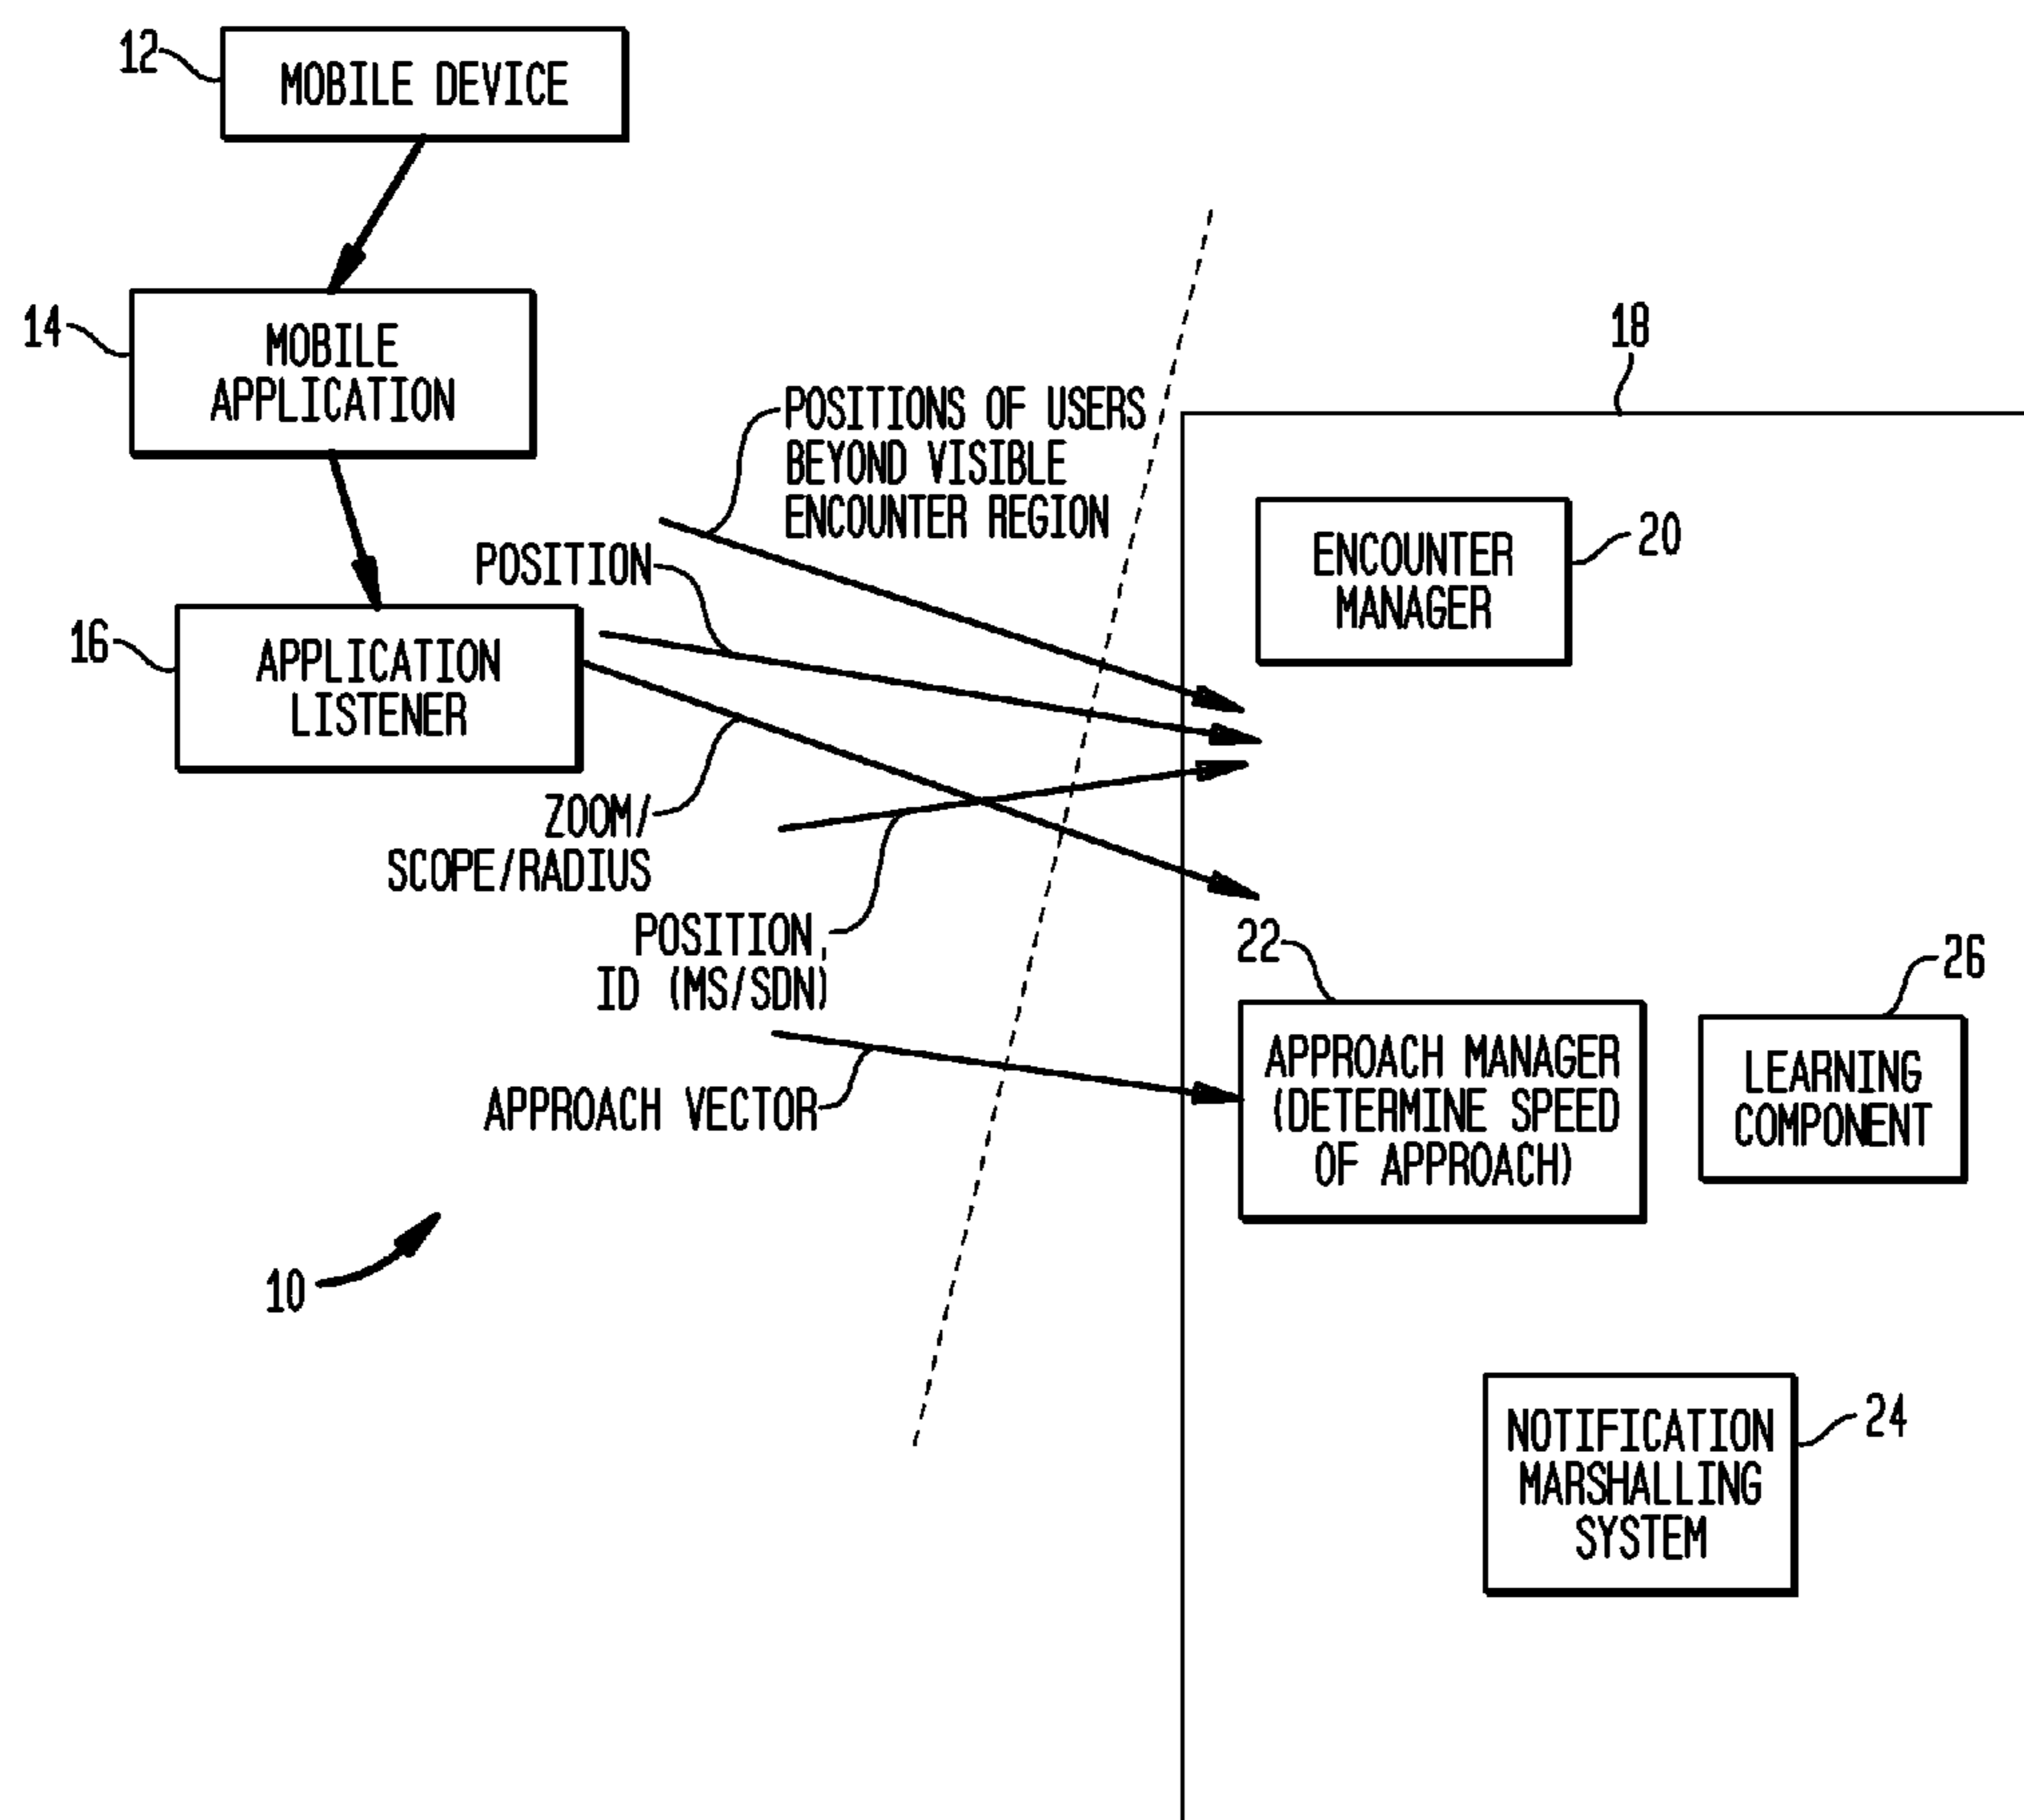 12
MOBILE DEVICE
14
MOBILE
APPLICATION
18
POSITIONS OF USERS
BEYOND VISIBLE
ENCOUNTER REGION
ENCOUNTER
MANAGER
20
POSITION
16
APPLICATION
LISTENER
ZOOM/
SCOPE/RADIUS
POSITION,
ID (MS/SDN)
22
26
APPROACH MANAGER
(DETERMINE SPEED
OF APPROACH)
LEARNING
COMPONENT
APPROACH VECTOR
10
NOTIFICATION
MARSHALLING
SYSTEM
24